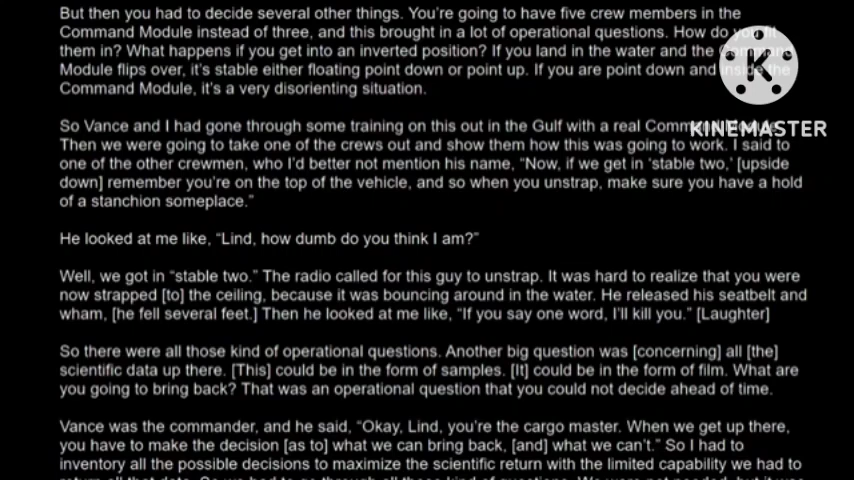 But then you had to decide several other things. You're going to have five crew members in the
Command Module instead of three, and this brought in a lot of operational questions. How do you fit
them in? What happens if you get into an inverted position? If you land in the water and the Command
Module flips over, it's stable either floating point down or point up. If you are point down and inside the
Command Module, it's a very disorienting situation.
K
KINEMASTER
So Vance and I had gone through some training on this out in the Gulf with a real Command Module.
Then we were going to take one of the crews out and show them how this was going to work. I said to
one of the other crewmen, who I'd better not mention his name, “Now, if we get in ‘stable two,’ [upside
down] remember you're on the top of the vehicle, and so when you unstrap, make sure you have a hold
of a stanchion someplace.”
He looked at me like, “Lind, how dumb do you think I am?”
Well, we got in “stable two.” The radio called for this guy to unstrap. It was hard to realize that you were
now strapped [to] the ceiling, because it was bouncing around in the water. He released his seatbelt and
wham, [he fell several feet.] Then he looked at me like, “If you say one word, I'll kill you.” [Laughter]
So there were all those kind of operational questions. Another big question was [concerning] all [the]
scientific data up there. [This] could be in the form of samples. [It] could be in the form of film. What are
you going to bring back? That was an operational question that you could not decide ahead of time.
Vance was the commander, and he said, “Okay, Lind, you're the cargo master. When we get up there,
you have to make the decision [as to] what we can bring back, [and] what we can't.” So I had to
inventory all the possible decisions to maximize the scientific return with the limited capability we had to